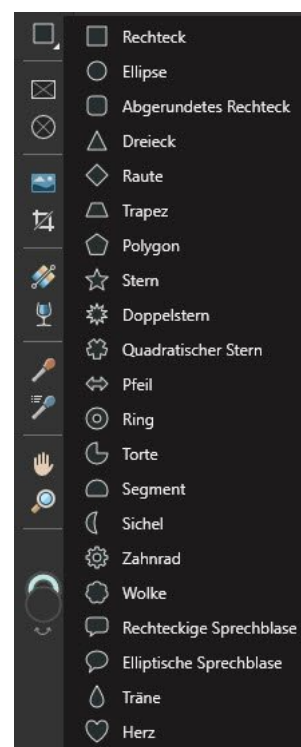 Rechteck
Ellipse
Abgerundetes Rechteck
Dreieck
Raute
Trapez
Polygon
Stern
Doppelstern
Quadratischer Stern
Pfeil
Ring
Torte
Segment
Sichel
Zahnrad
Wolke
Rechteckige Sprechblase
Elliptische Sprechblase
Träne
Herz